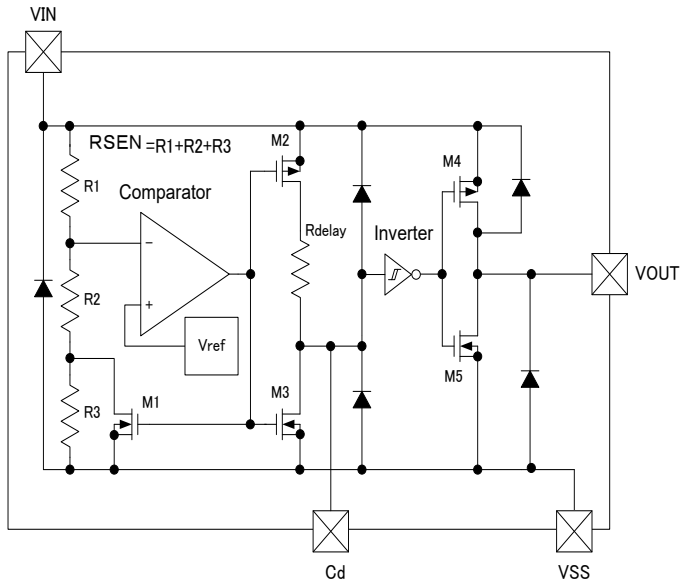 VIN
RSEN =R1+R2+R3
M2
M4
R1
Comparator
Rdelay
Inverter
−
VOUT
R2
+
Vref
M5
M1
M3
R3
Cd
VSS